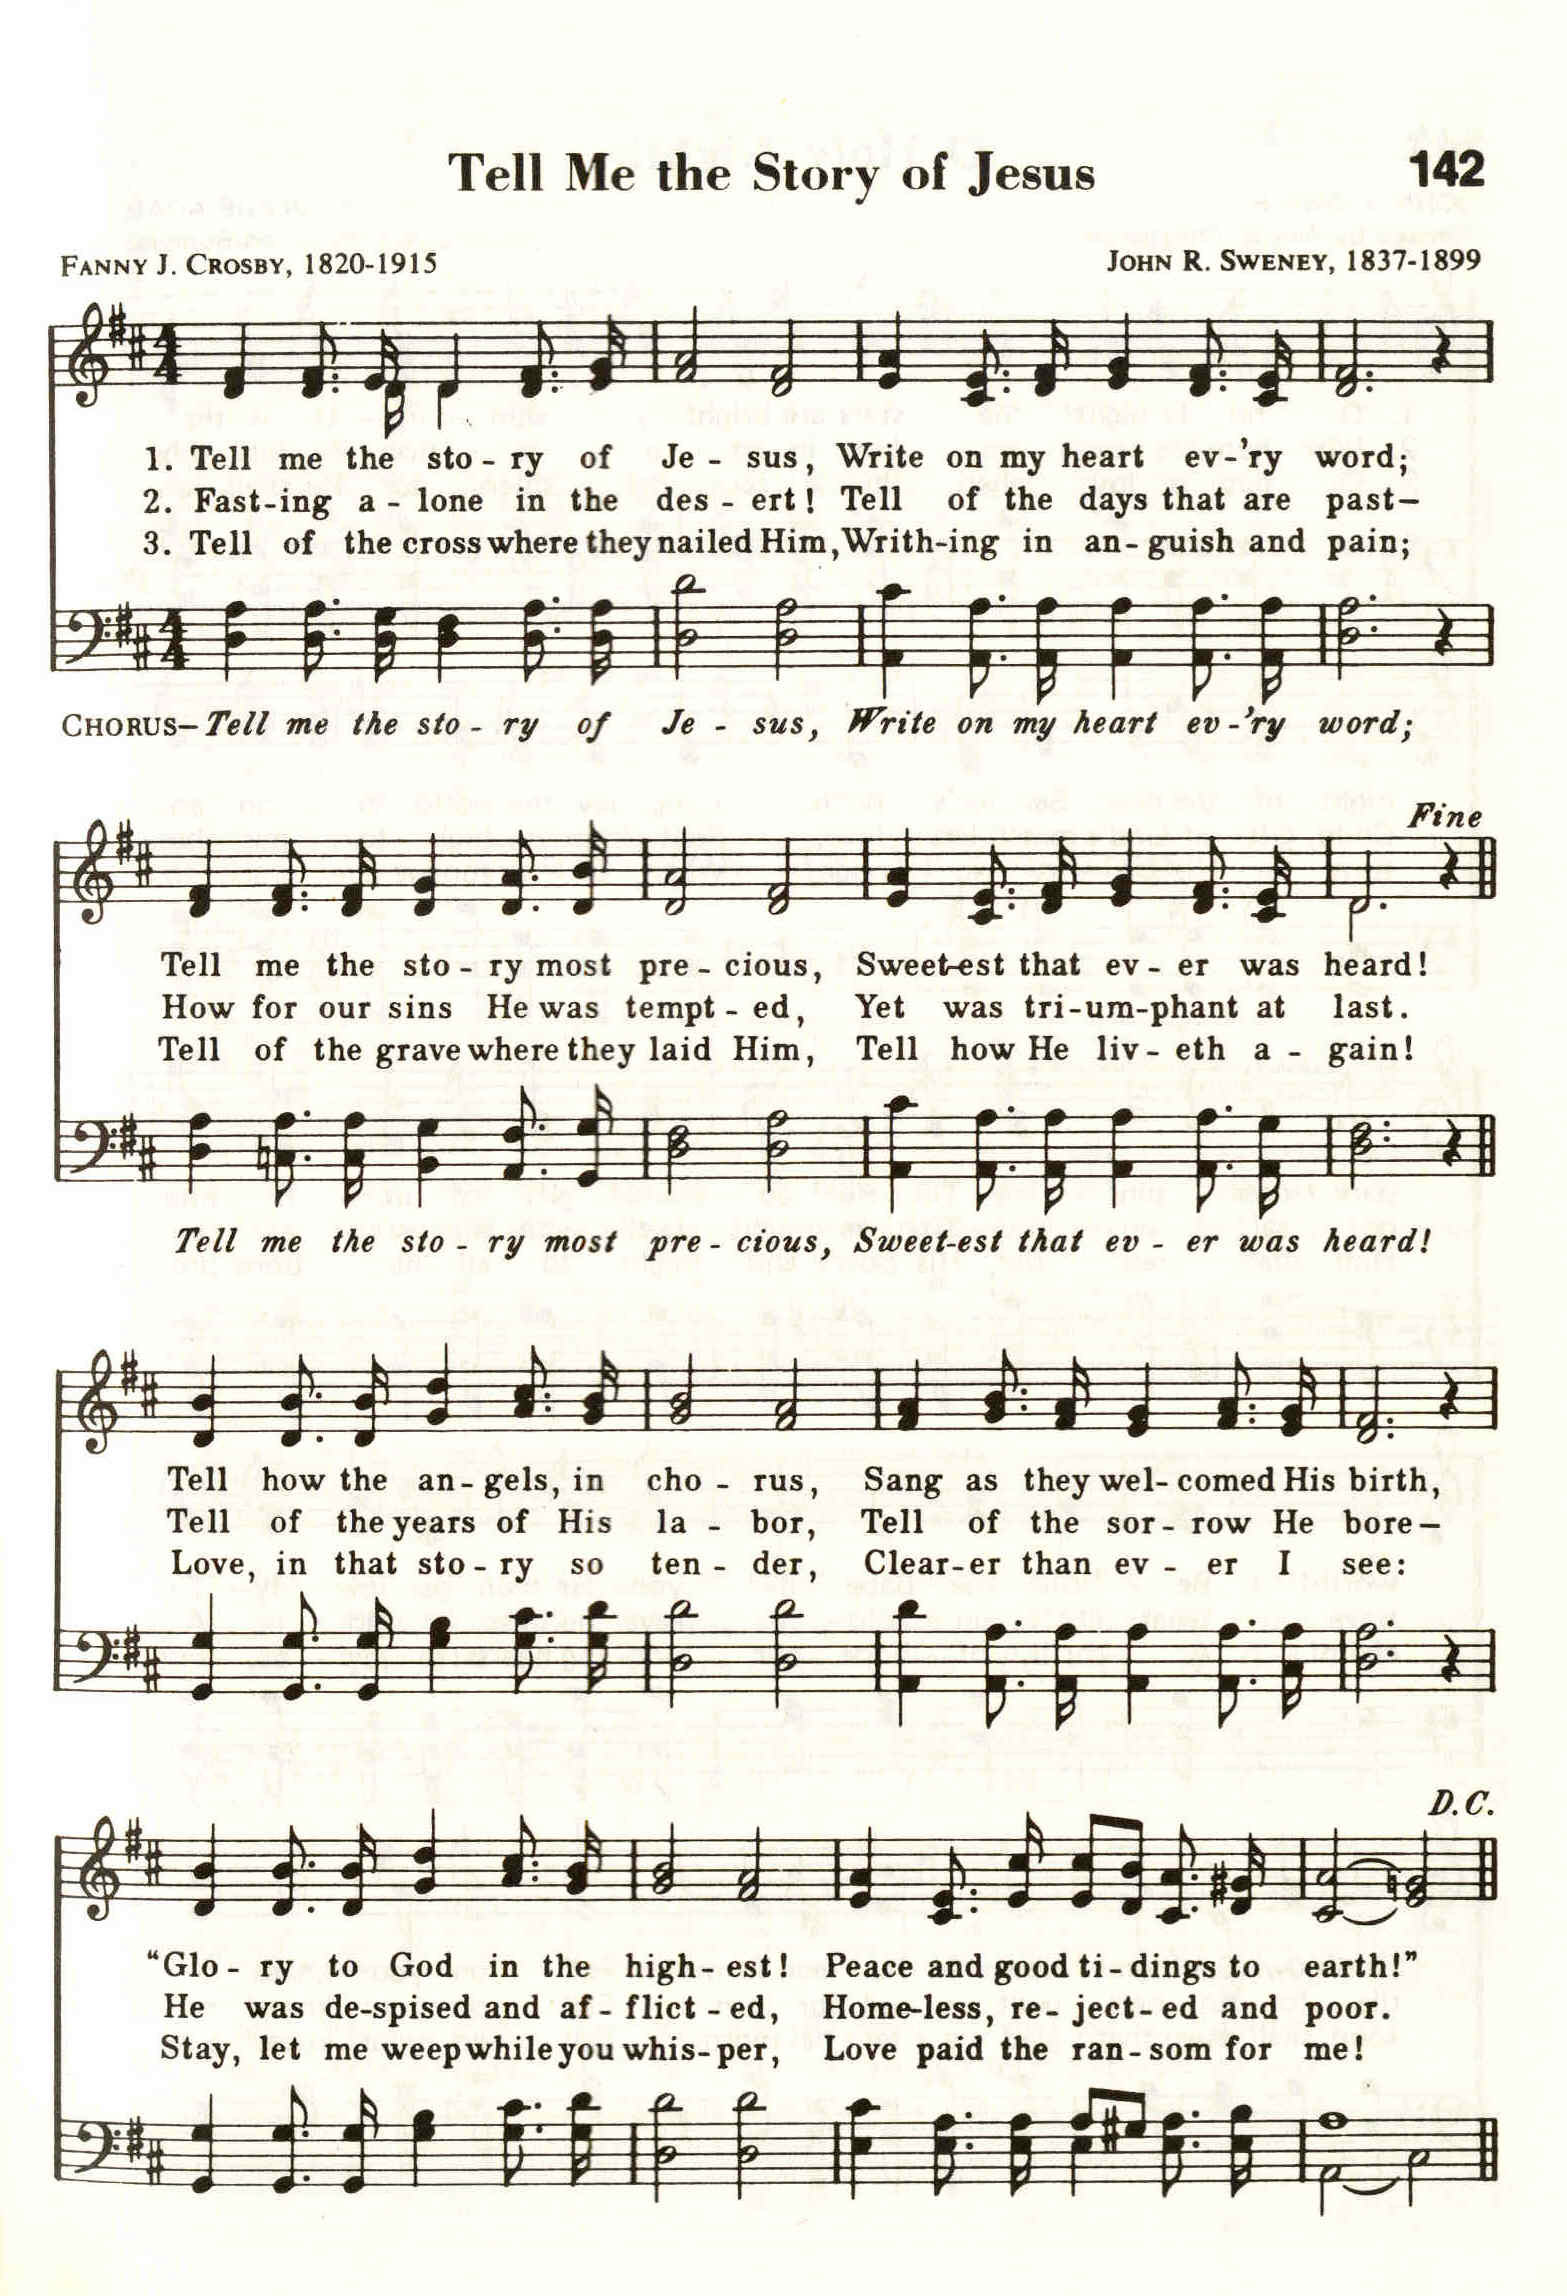 Tell Me the Story of Jesus 142
FANNY J. CROSBY, 1820-1915 JOHN R. SWENEY, 1837-1899
1. Tell me the sto - ry of Je - sus, Write on my heart ev-'ry word;
2. Fast-ing a - lone in the des - ert! Tell of the days that are past—
3. Tell of the cross where they nailed Him, Writh-ing in an-guish and pain;
CHORUS—Tell me the sto - ry of Je - sus, Write on my heart ev-'ry word;
Fine
Tell me the sto - ry most pre - cious, Sweet-est that ev - er was heard!
How for our sins He was tempt - ed, Yet was tri-um-phant at last.
Tell of the grave where they laid Him, Tell how He liv - eth a - gain!
Tell me the sto - ry most pre - cious, Sweet-est that ev - er was heard!
Tell how the an - gels, in cho - rus, Sang as they wel- comed His birth,
Tell of the years of His la - bor, Tell of the sor - row He bore—
Love, in that sto - ry so ten - der, Clear-er than ev - er I see:
D.C.
“Glo - ry to God in the high - est! Peace and good ti - dings to earth!”
He was de-spised and af - flict - ed, Home-less, re - ject - ed and poor.
Stay, let me weep while you whis - per, Love paid the ran - som for me!